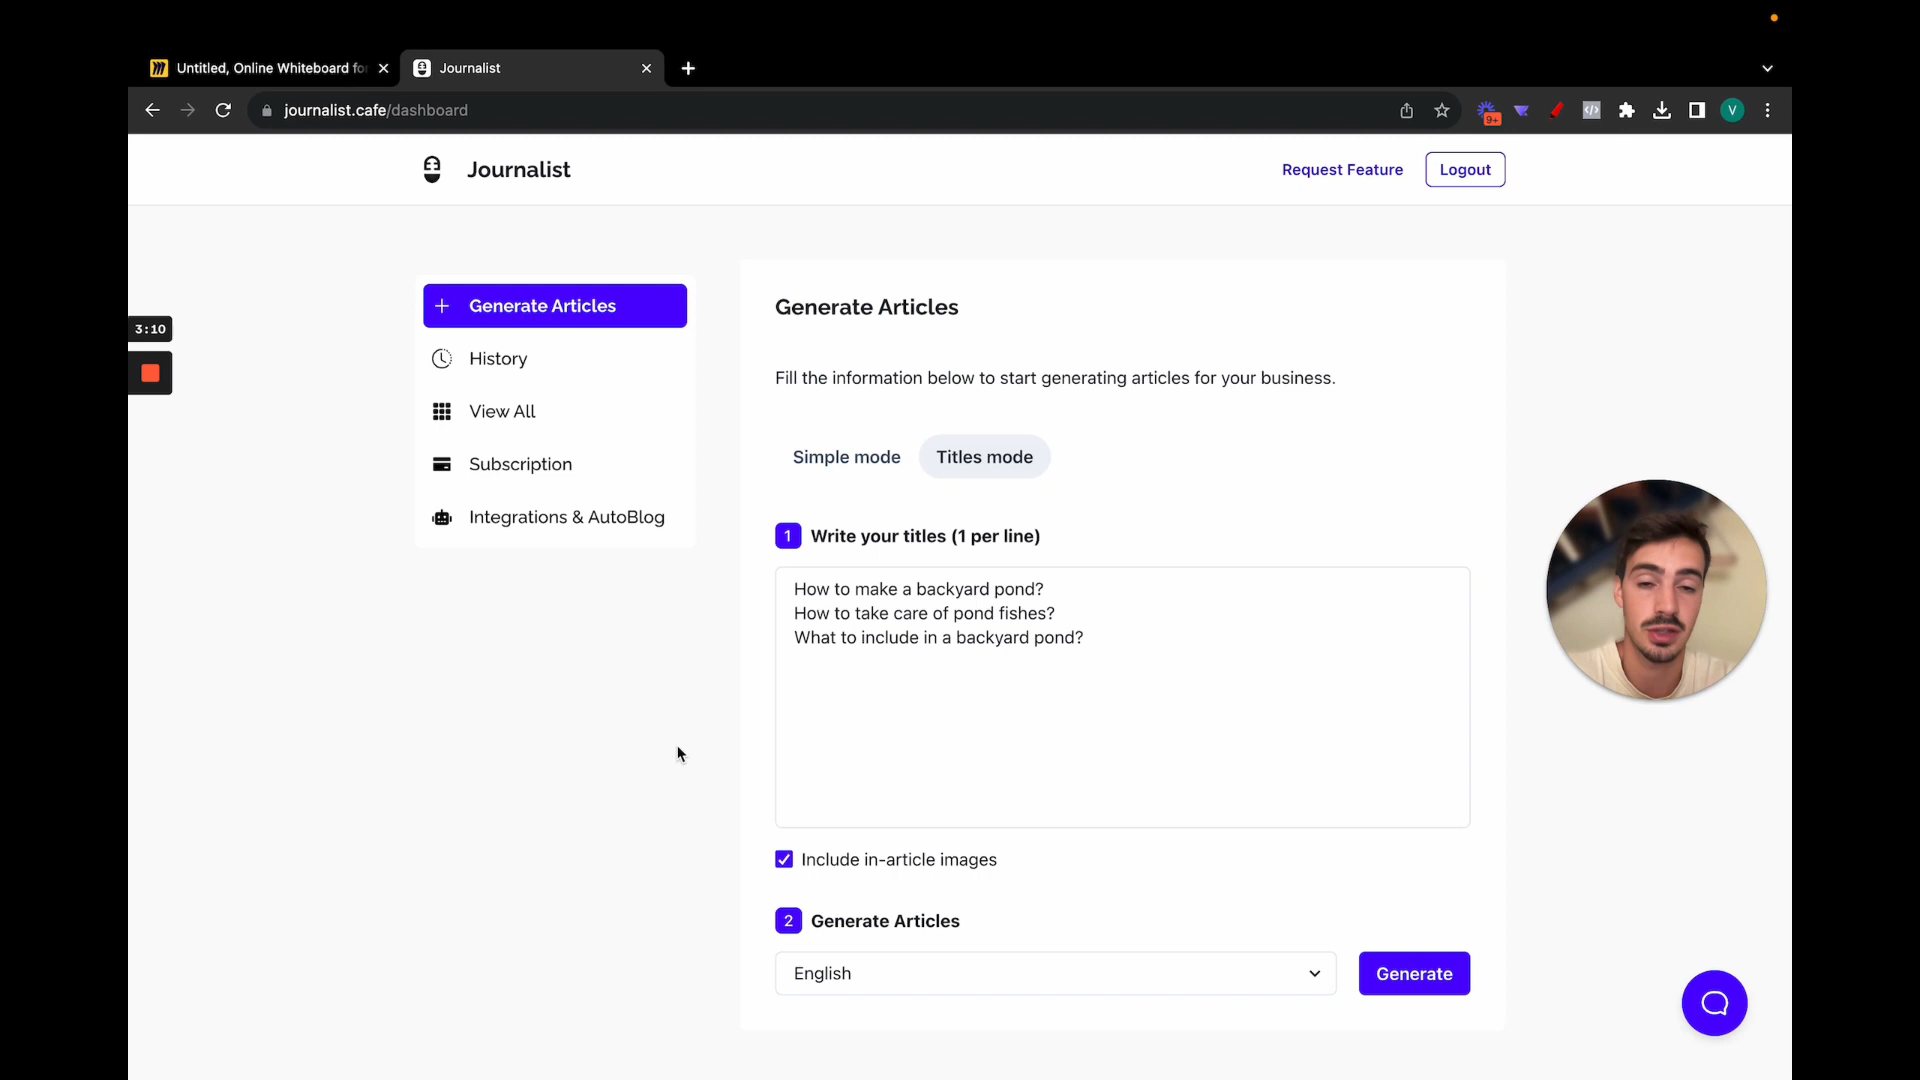 Untitled, Online Whiteboard for
Journalist
journalist.cafe/dashboard
9+
V
Journalist
Request Feature
Logout
3:10
Generate Articles
History
View All
Subscription
Integrations & AutoBlog
Generate Articles
Fill the information below to start generating articles for your business.
Simple mode
Titles mode
1 Write your titles (1 per line)
How to make a backyard pond?
How to take care of pond fishes?
What to include in a backyard pond?
Include in-article images
2 Generate Articles
English
Generate